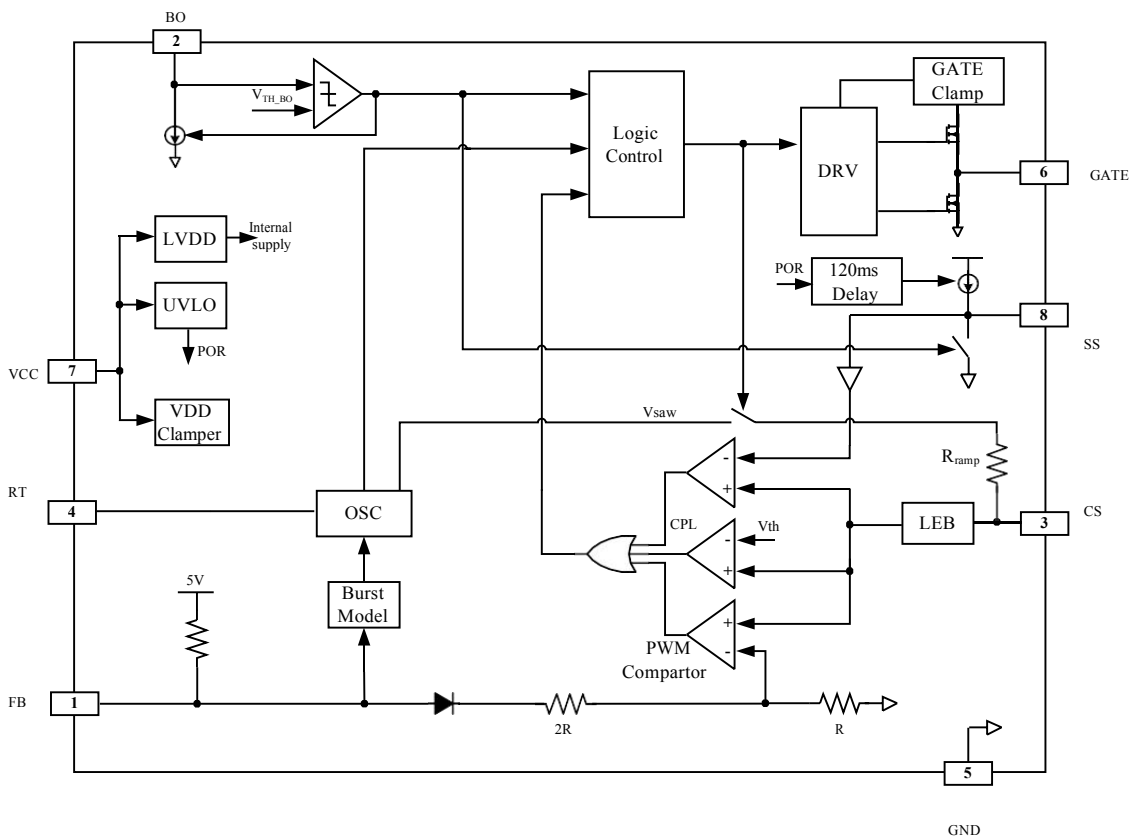 BO
2
V_TH_BO
Logic
Control
GATE
Clamp
DRV
6
GATE
LVDD
Internal
supply
UVLO
POR
POR
120ms
Delay
8
SS
VCC
7
VDD
Clamper
Vsaw
R_ramp
-
+
RT
4
OSC
CPL
Vth
-
+
LEB
3
CS
5V
Burst
Model
+
-
PWM
Compartor
FB
1
2R
R
5
GND